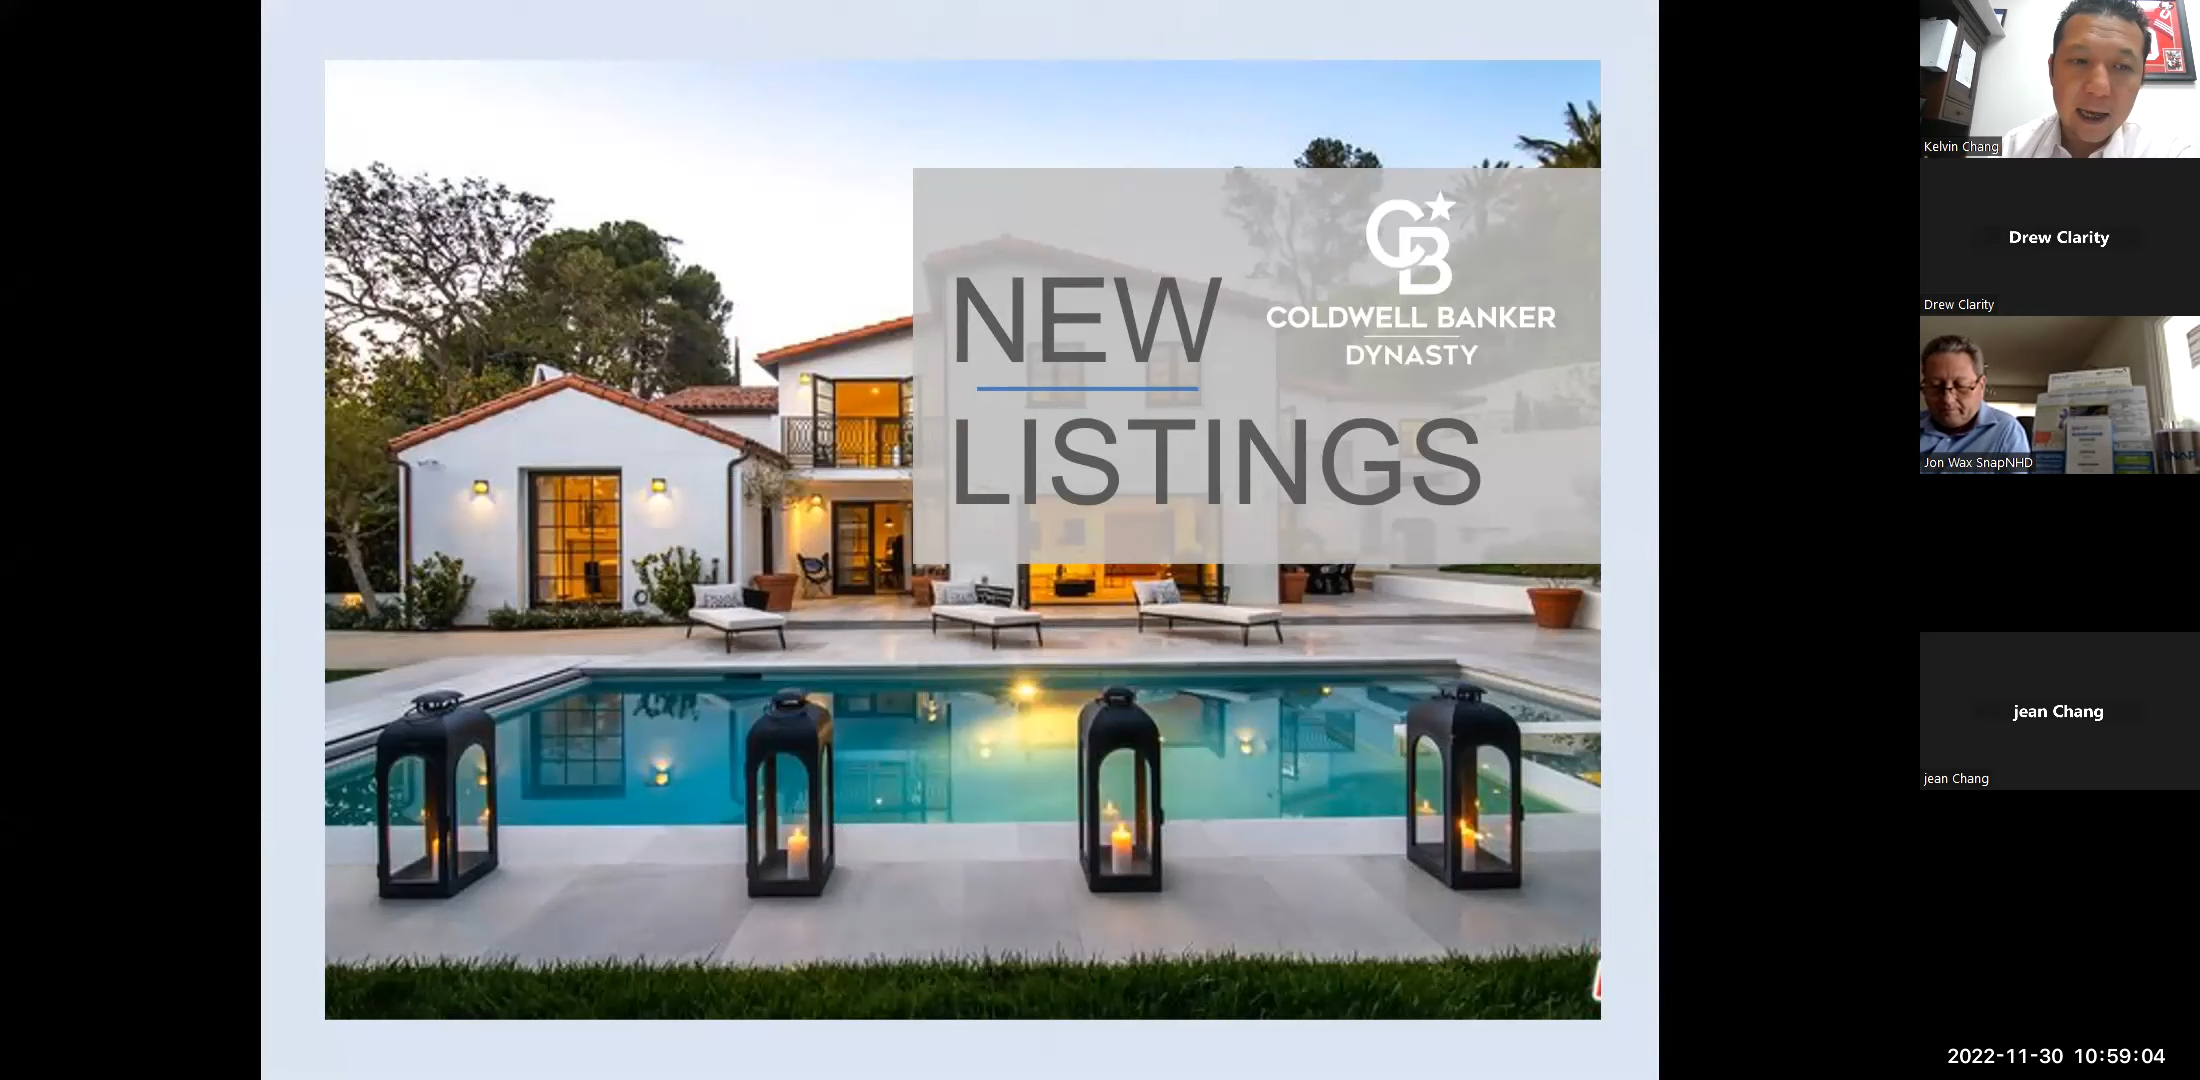 NEW
LISTINGS
CB
COLDWELL BANKER
DYNASTY
Kelvin Chang
Drew Clarity
Drew Clarity
Jon Wax SnapNHD
jean Chang
jean Chang
2022-11-30 10:59:04